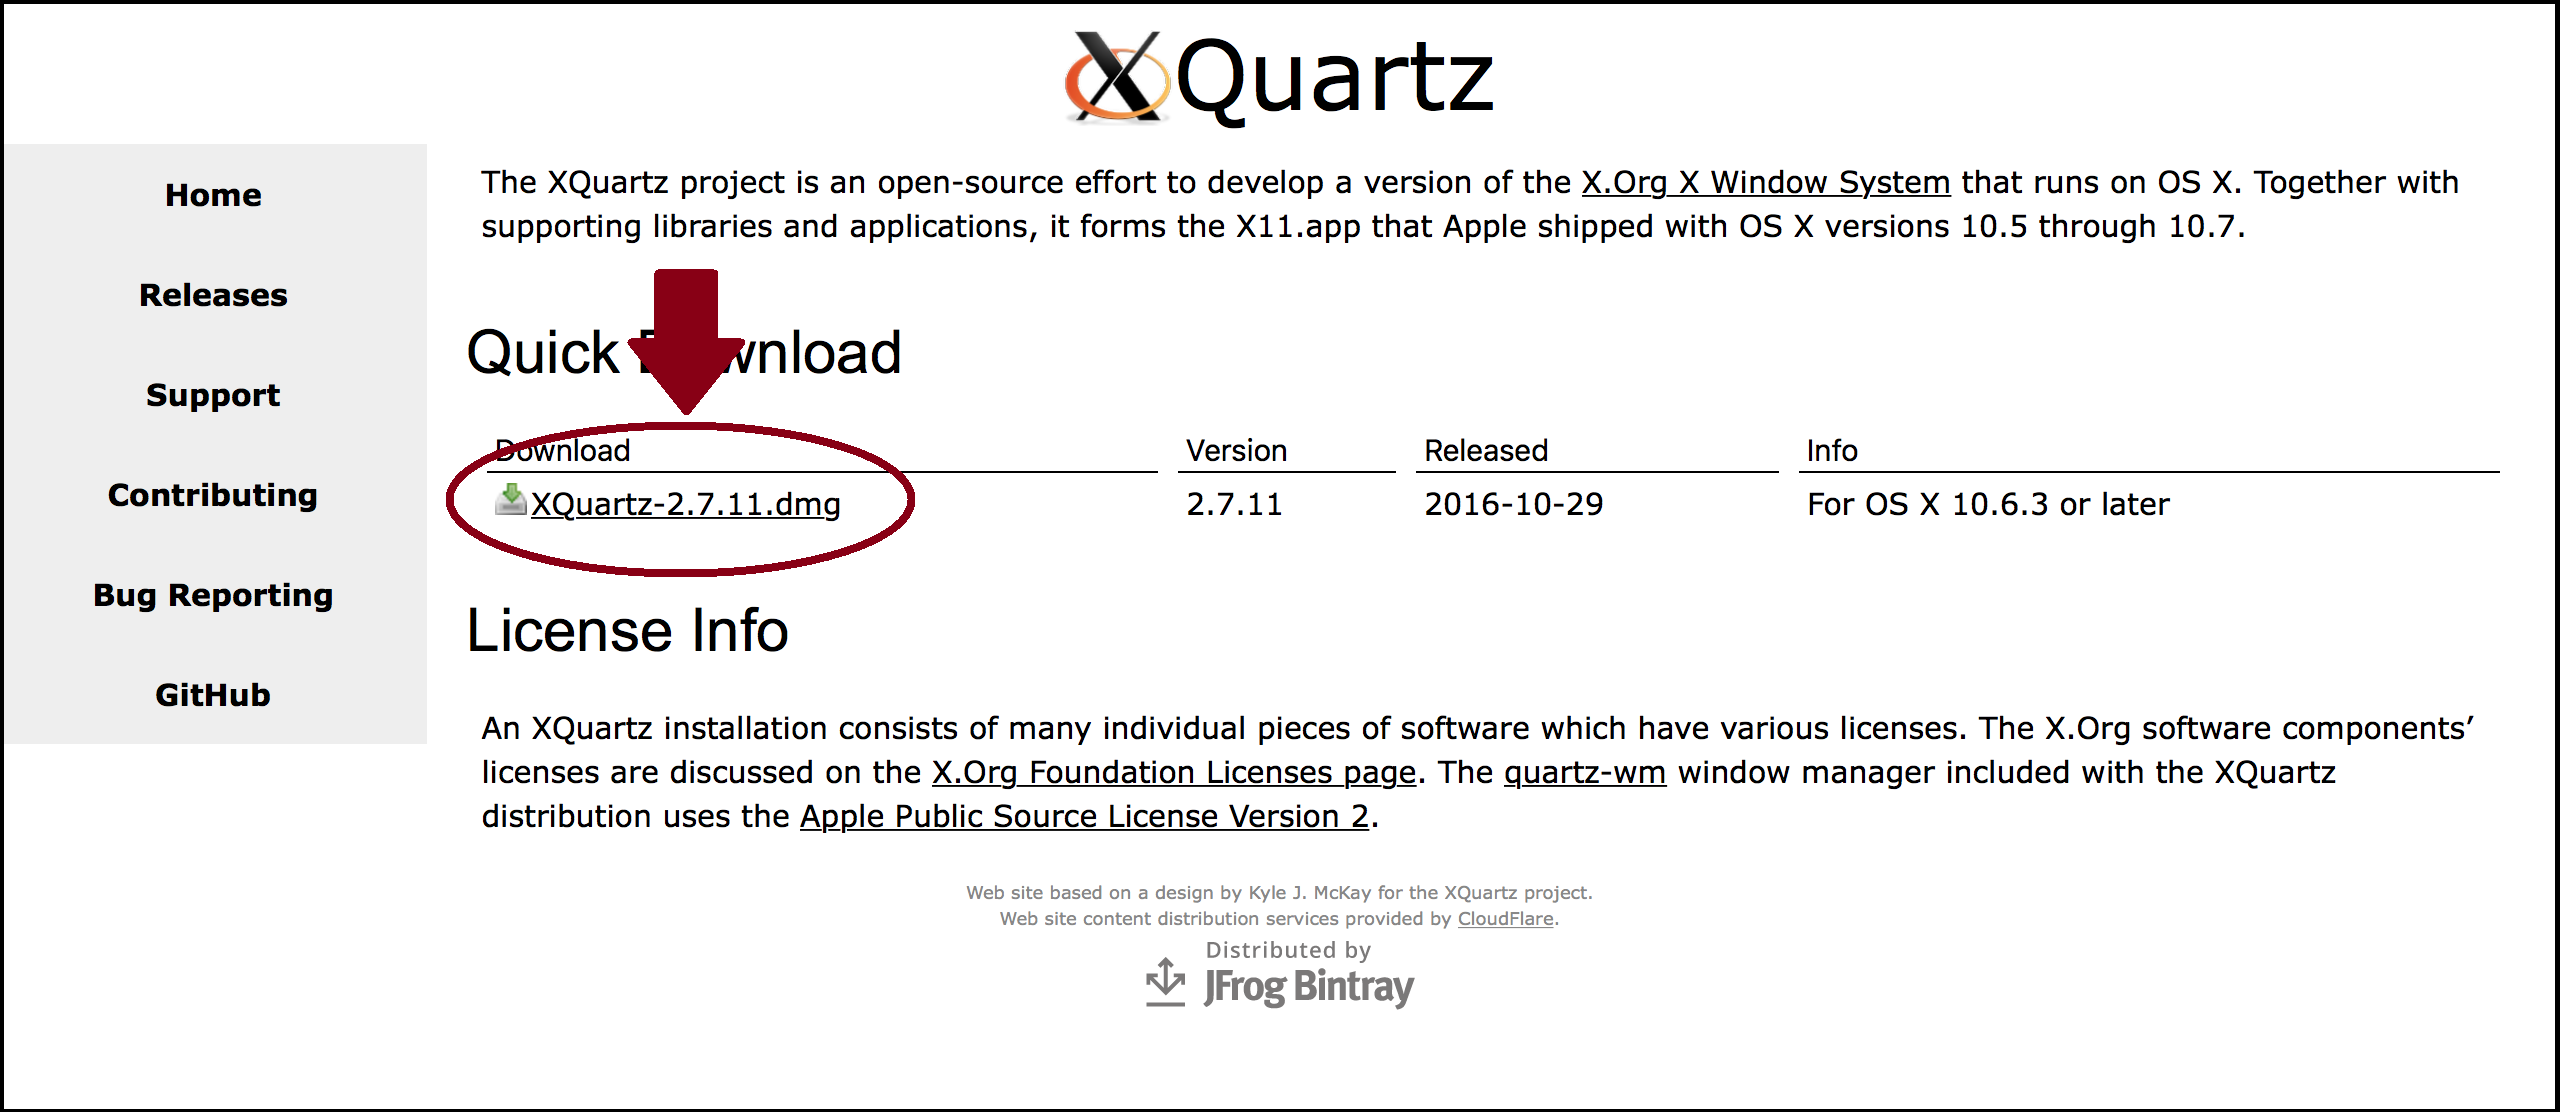 XQuartz
Home
Releases
Support
Contributing
Bug Reporting
GitHub
The XQuartz project is an open-source effort to develop a version of the X.Org X Window System that runs on OS X. Together with
supporting libraries and applications, it forms the X11.app that Apple shipped with OS X versions 10.5 through 10.7.
Quick Download
Download Version Released Info
XQuartz-2.7.11.dmg 2.7.11 2016-10-29 For OS X 10.6.3 or later
License Info
An XQuartz installation consists of many individual pieces of software which have various licenses. The X.Org software components’
licenses are discussed on the X.Org Foundation Licenses page. The quartz-wm window manager included with the XQuartz
distribution uses the Apple Public Source License Version 2.
Web site based on a design by Kyle J. McKay for the XQuartz project.
Web site content distribution services provided by CloudFlare.
Distributed by
JFrog Bintray